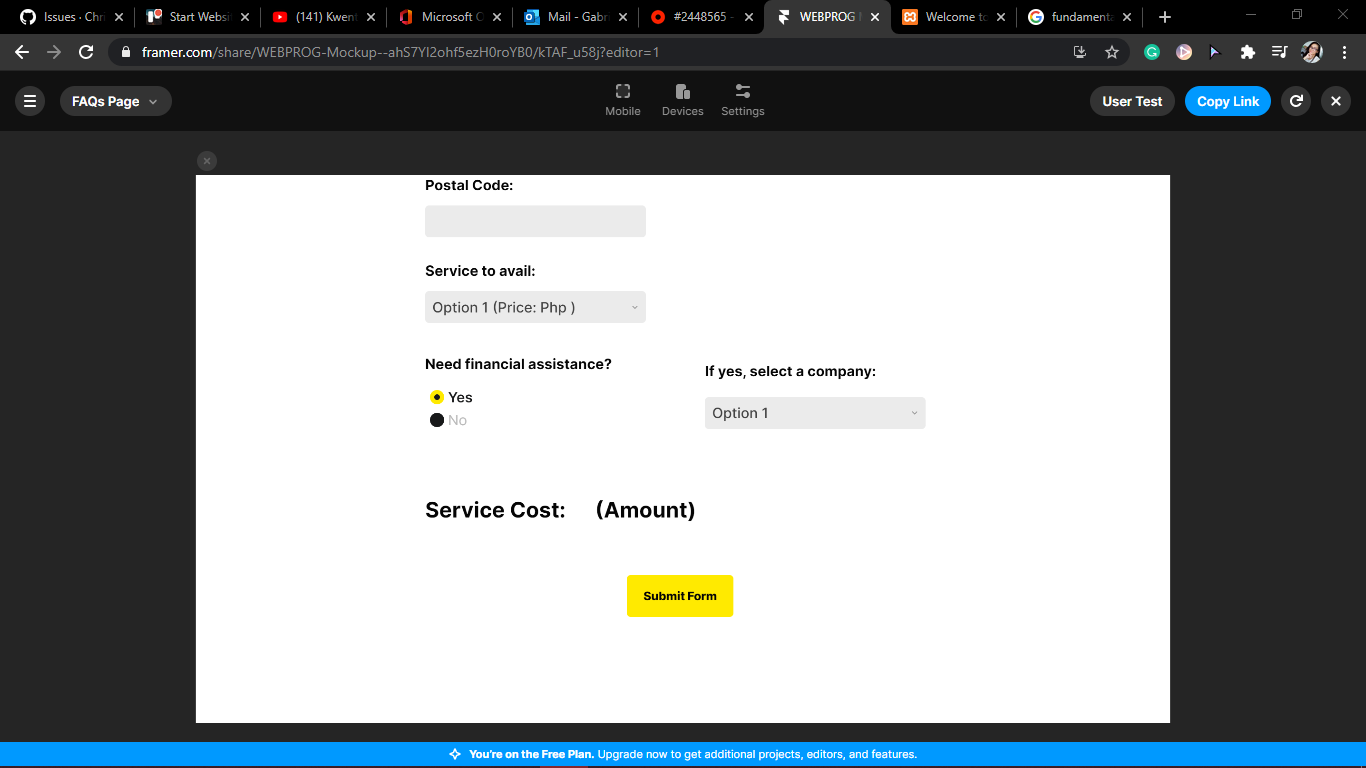 Issues · Chri
Start Websi
(141) Kwent
Microsoft O
Mail - Gabri
#2448565 -
WEBPROG M
Welcome to
fundamenta
framer.com/share/WEBPROG-Mockup--ahS7Yl2ohf5ezH0roYB0/kTAF_u58j?editor=1
FAQs Page
Mobile
Devices
Settings
User Test
Copy Link
Postal Code:
Service to avail:
Option 1 (Price: Php )
Need financial assistance?
Yes
No
If yes, select a company:
Option 1
Service Cost: (Amount)
Submit Form
You're on the Free Plan. Upgrade now to get additional projects, editors, and features.